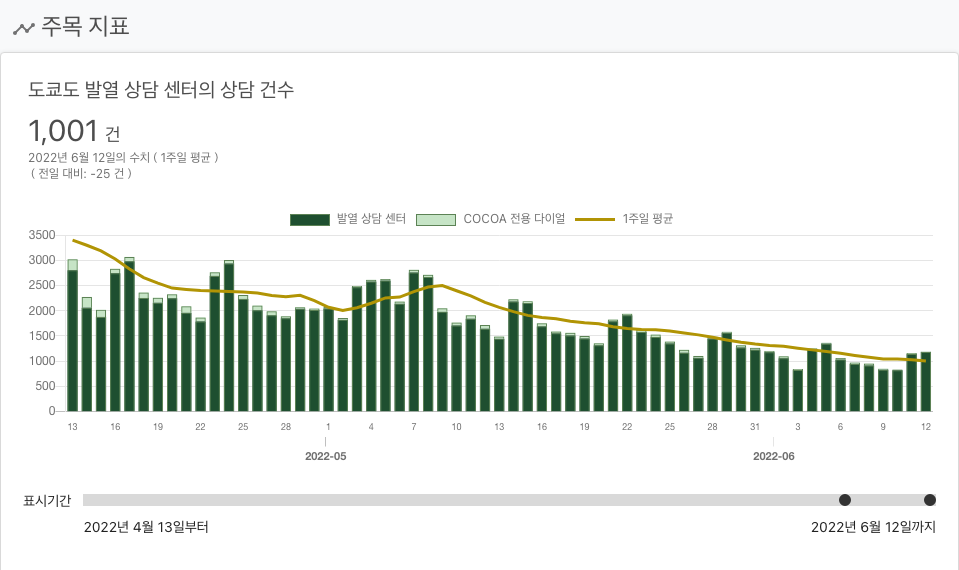 주목 지표
도쿄도 발열 상담 센터의 상담 건수
1,001 건
2022년 6월 12일의 수치 ( 1주일 평균 )
( 전일 대비: -25 건 )
발열 상담 센터 COCOA 전용 다이얼 1주일 평균
3500
3000
2500
2000
1500
1000
500
0
13 16 19 22 25 28 1 4 7 10 13 16 19 22 25 28 31 3 6 9 12
2022-05 2022-06
표시기간
2022년 4월 13일부터 2022년 6월 12일까지